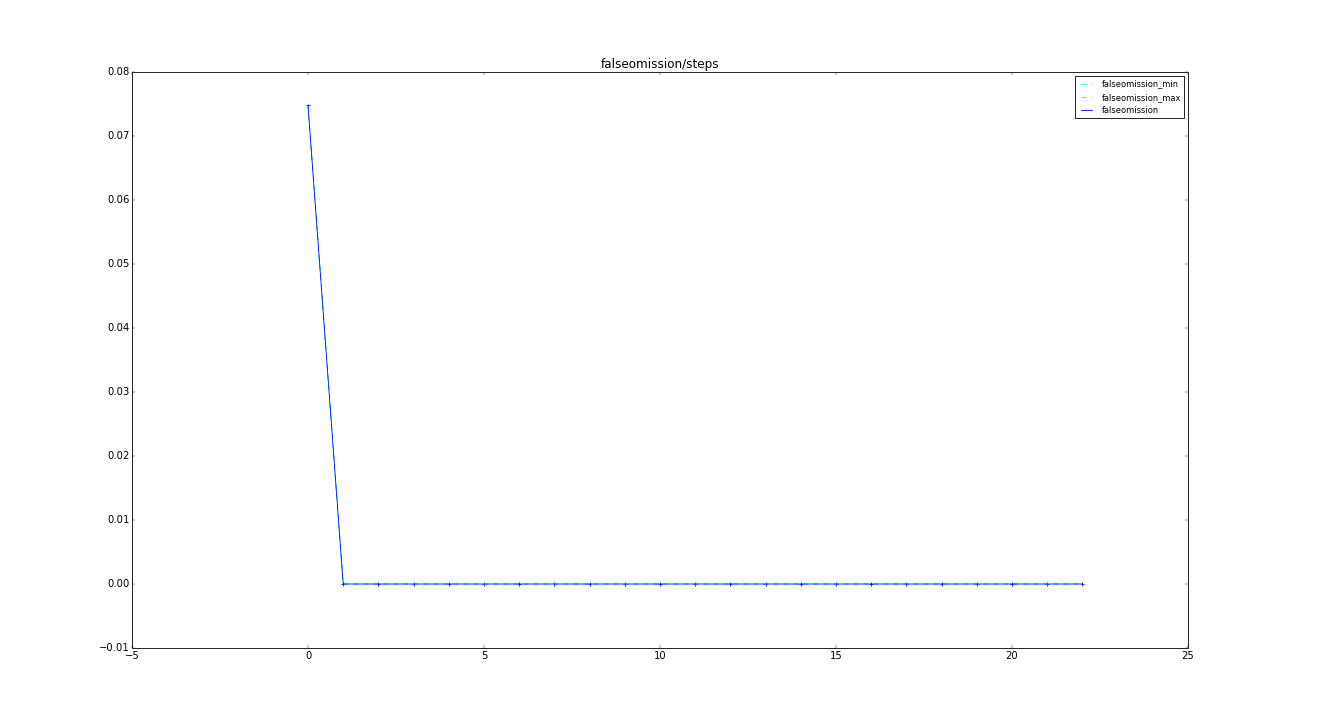 falseomission/steps
0.08
0.07
0.06
0.05
0.04
0.03
0.02
0.01
0.00
−0.01
−5 0 5 10 15 20 25
falseomission_min
falseomission_max
falseomission